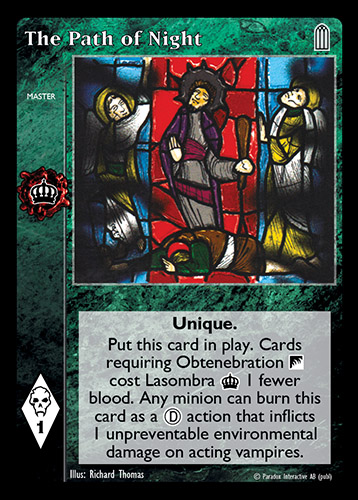 The Path of Night
MASTER
Unique.
Put this card in play. Cards
requiring Obtenebration
cost Lasombra 1 fewer
blood. Any minion can burn this
card as a D action that inflicts
1 unpreventable environmental
damage on acting vampires.
1
Illus: Richard Thomas
© Paradox Interactive AB (publ)